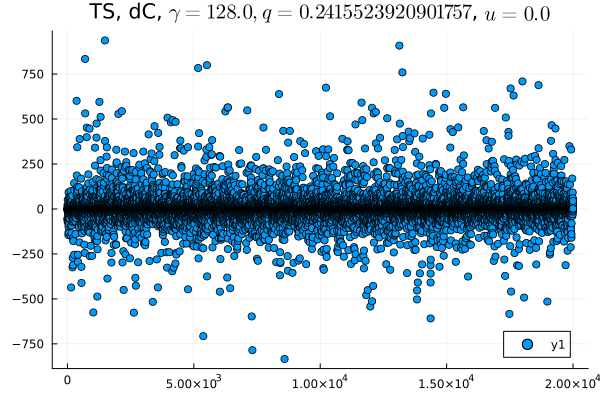 TS, dC, γ = 128.0, q = 0.2415523920901757, u = 0.0
750
500
250
0
−250
−500
−750
y1
0 5.00×10³ 1.00×10⁴ 1.50×10⁴ 2.00×10⁴